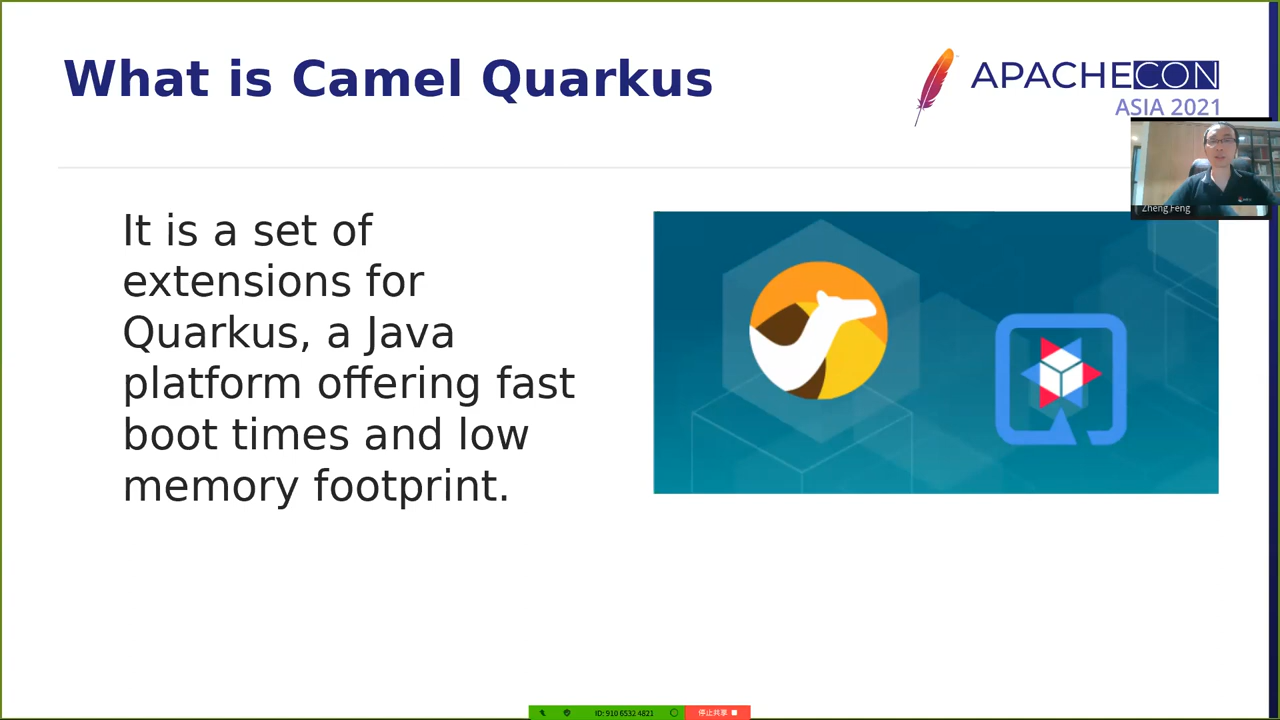 What is Camel Quarkus
APACHECON
ASIA 2021
Zheng Feng
It is a set of
extensions for
Quarkus, a Java
platform offering fast
boot times and low
memory footprint.
ID: 910 6532 4821
停止共享